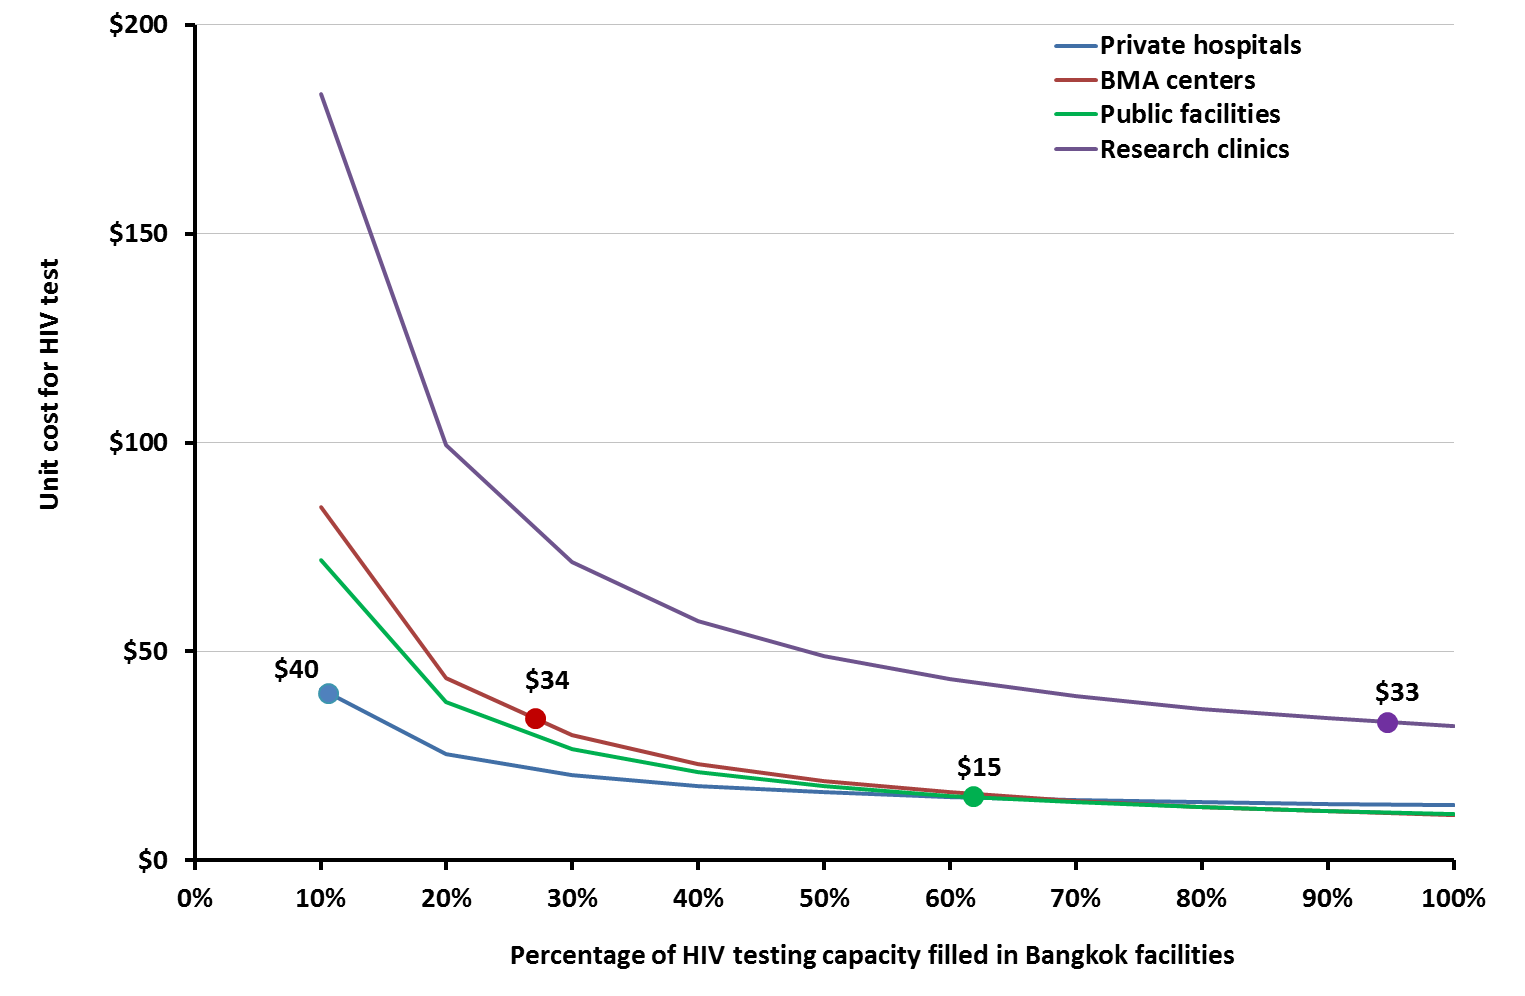 $200
$150
$100
$50
$0
Unit cost for HIV test
Private hospitals
BMA centers
Public facilities
Research clinics
$40
$34
$15
$33
0% 10% 20% 30% 40% 50% 60% 70% 80% 90% 100%
Percentage of HIV testing capacity filled in Bangkok facilities